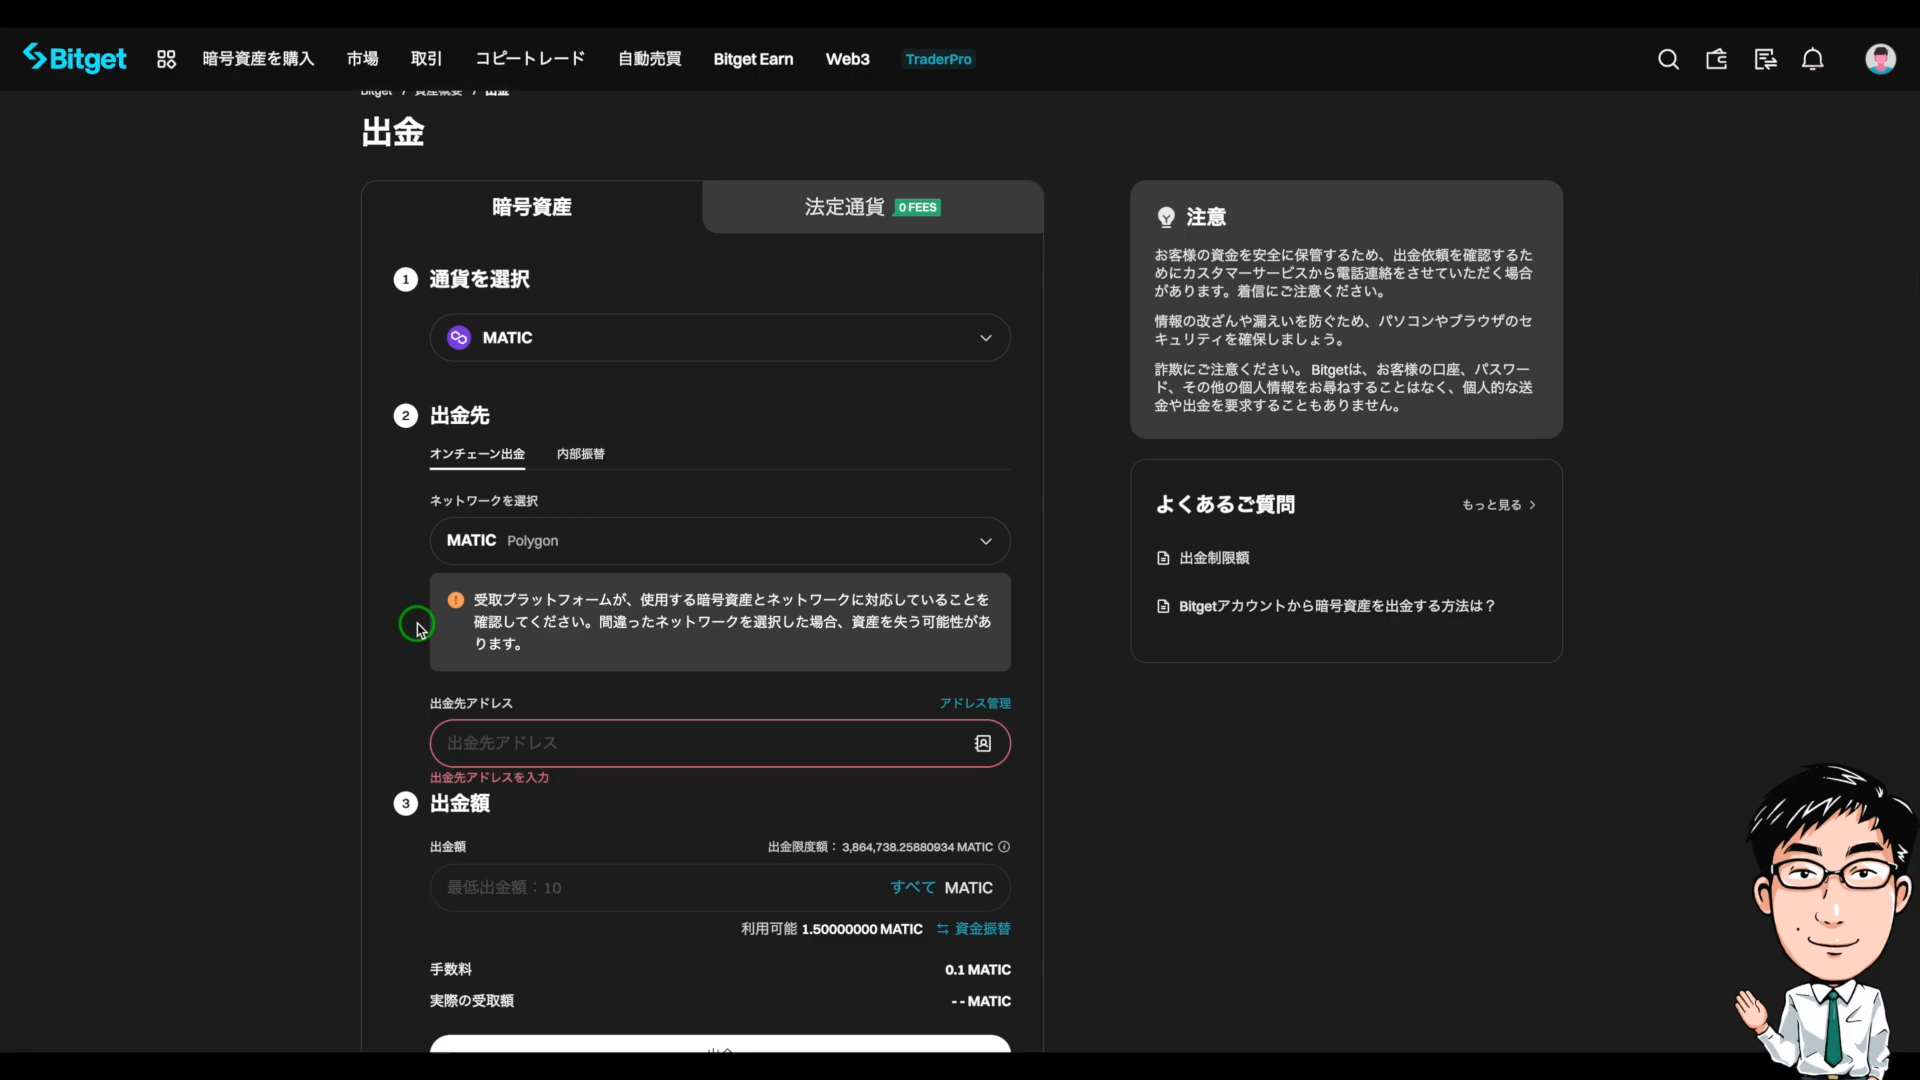 Bitget
暗号資産を購入
市場
取引
コピートレード
自動売買
Bitget Earn
Web3
TraderPro
Bitget / 資産概要 / 出金
出金
暗号資産
法定通貨 0 FEES
1 通貨を選択
MATIC
2 出金先
オンチェーン出金
内部振替
ネットワークを選択
MATIC Polygon
受取プラットフォームが、使用する暗号資産とネットワークに対応していることを
確認してください。間違ったネットワークを選択した場合、資産を失う可能性があ
ります。
出金先アドレス
アドレス管理
出金先アドレス
出金先アドレスを入力
3 出金額
出金額
出金限度額： 3,864,738.25880934 MATIC
最低出金額：10
すべて MATIC
利用可能 1.50000000 MATIC
資金振替
手数料
0.1 MATIC
実際の受取額
- - MATIC
注意
お客様の資金を安全に保管するため、出金依頼を確認するた
めにカスタマーサービスから電話連絡をさせていただく場合
があります。着信にご注意ください。
情報の改ざんや漏えいを防ぐため、パソコンやブラウザのセ
キュリティを確保しましょう。
詐欺にご注意ください。 Bitgetは、お客様の口座、パスワー
ド、その他の個人情報をお尋ねすることはなく、個人的な送
金や出金を要求することもありません。
よくあるご質問
もっと見る
出金制限額
Bitgetアカウントから暗号資産を出金する方法は？